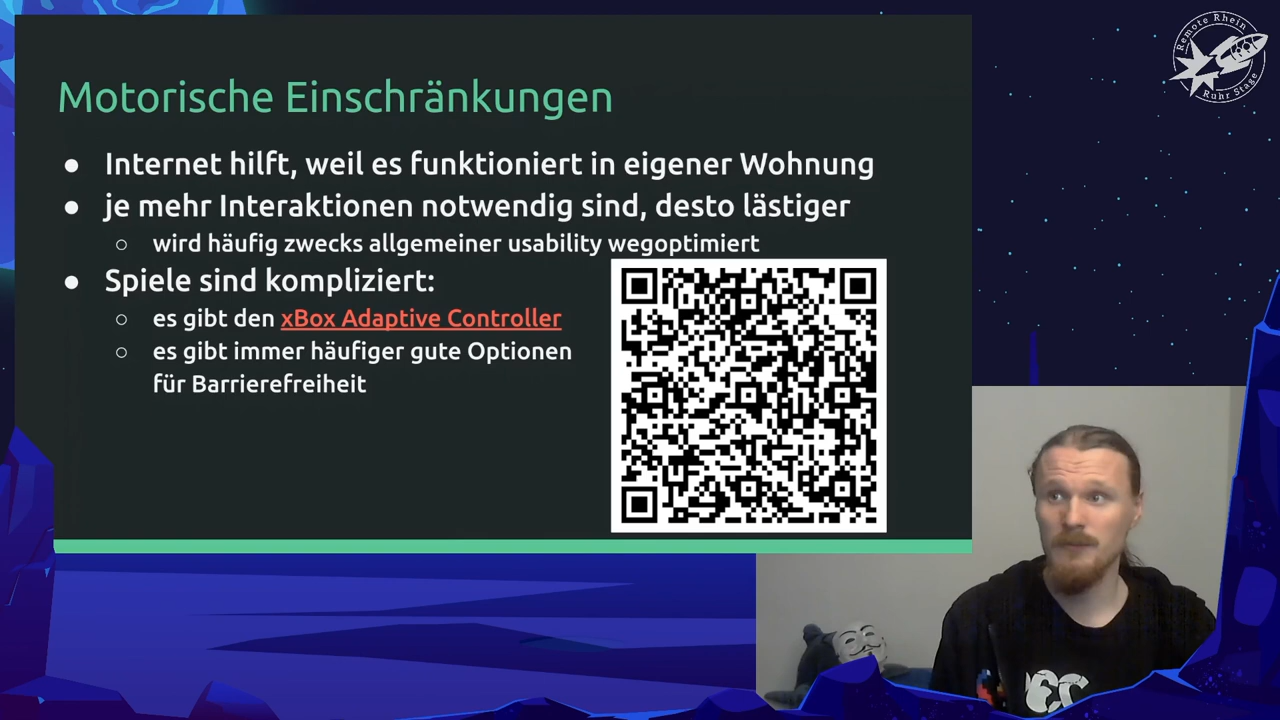 Motorische Einschränkungen
● Internet hilft, weil es funktioniert in eigener Wohnung
● je mehr Interaktionen notwendig sind, desto lästiger
○ wird häufig zwecks allgemeiner usability wegoptimiert
● Spiele sind kompliziert:
○ es gibt den xBox Adaptive Controller
○ es gibt immer häufiger gute Optionen
für Barrierefreiheit
Remote Rhein
Ruhr Stage